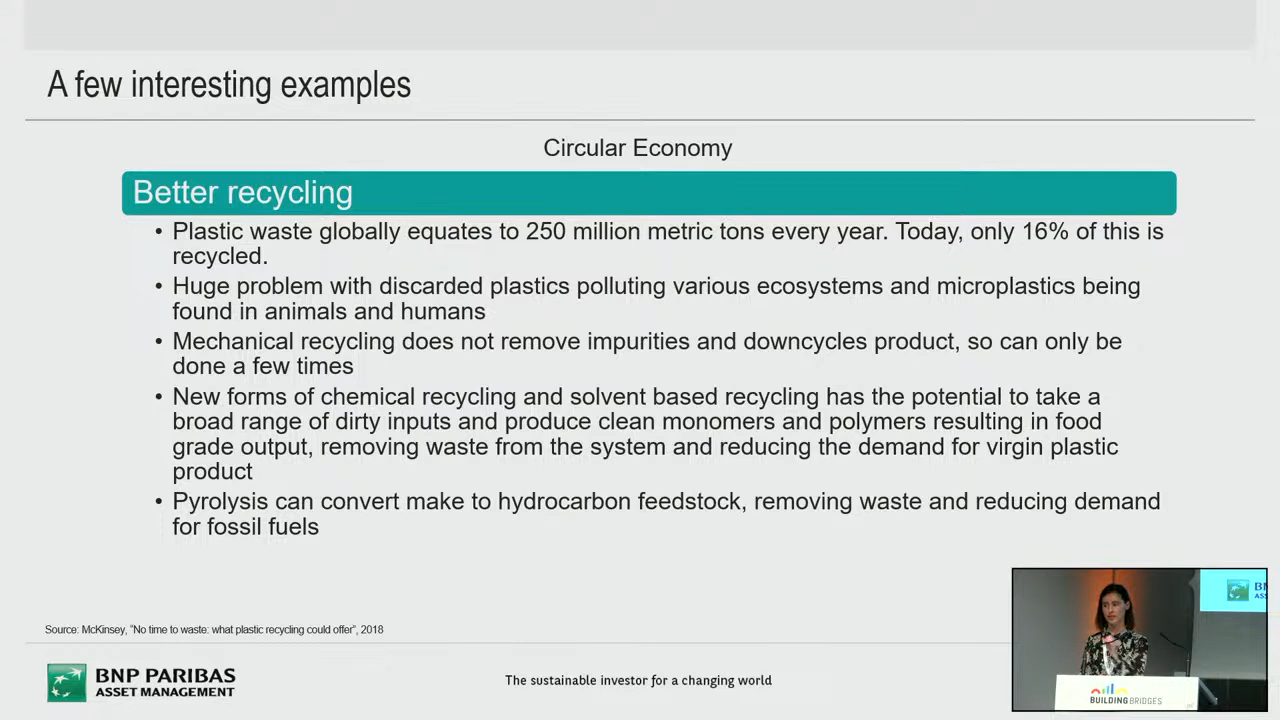 A few interesting examples
Circular Economy
Better recycling
• Plastic waste globally equates to 250 million metric tons every year. Today, only 16% of this is
recycled.
• Huge problem with discarded plastics polluting various ecosystems and microplastics being
found in animals and humans
• Mechanical recycling does not remove impurities and downcycles product, so can only be
done a few times
• New forms of chemical recycling and solvent based recycling has the potential to take a
broad range of dirty inputs and produce clean monomers and polymers resulting in food
grade output, removing waste from the system and reducing the demand for virgin plastic
product
• Pyrolysis can convert make to hydrocarbon feedstock, removing waste and reducing demand
for fossil fuels
Source: McKinsey, "No time to waste: what plastic recycling could offer", 2018
BNP PARIBAS
ASSET MANAGEMENT
The sustainable investor for a changing world
BUILDINGBRIDGES